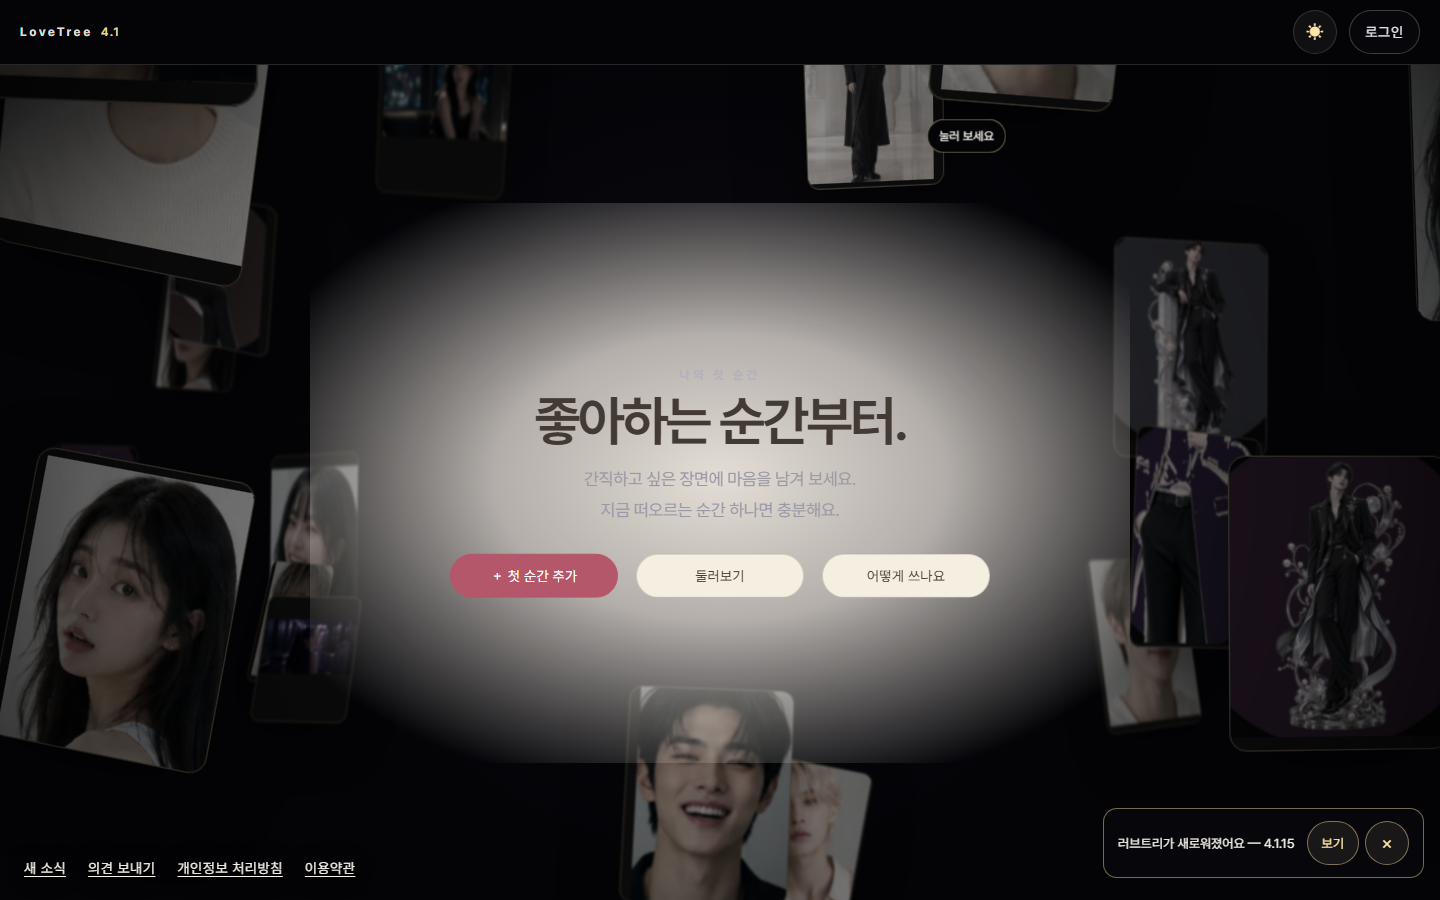 LoveTree 4.1
로그인
눌러 보세요
나의 첫 순간
좋아하는 순간부터.
간직하고 싶은 장면에 마음을 남겨 보세요.
지금 떠오르는 순간 하나면 충분해요.
+ 첫 순간 추가
둘러보기
어떻게 쓰나요
러브트리가 새로워졌어요 — 4.1.15
보기
×
새 소식
의견 보내기
개인정보 처리방침
이용약관